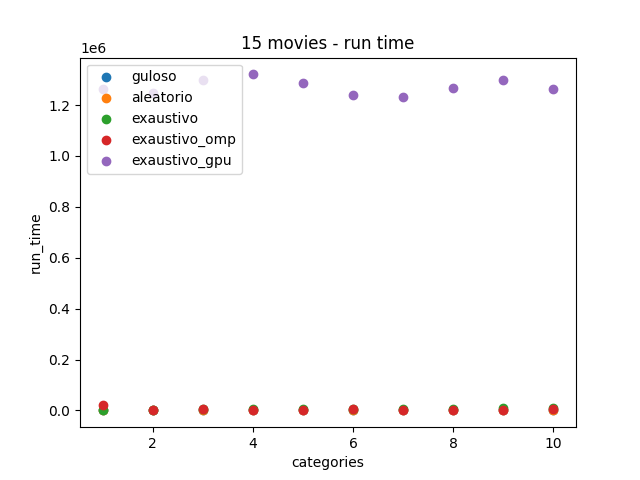 15 movies - run time
1e6
guloso
aleatorio
exaustivo
exaustivo_omp
exaustivo_gpu
1.2
1.0
0.8
0.6
0.4
0.2
0.0
run_time
2 4 6 8 10
categories